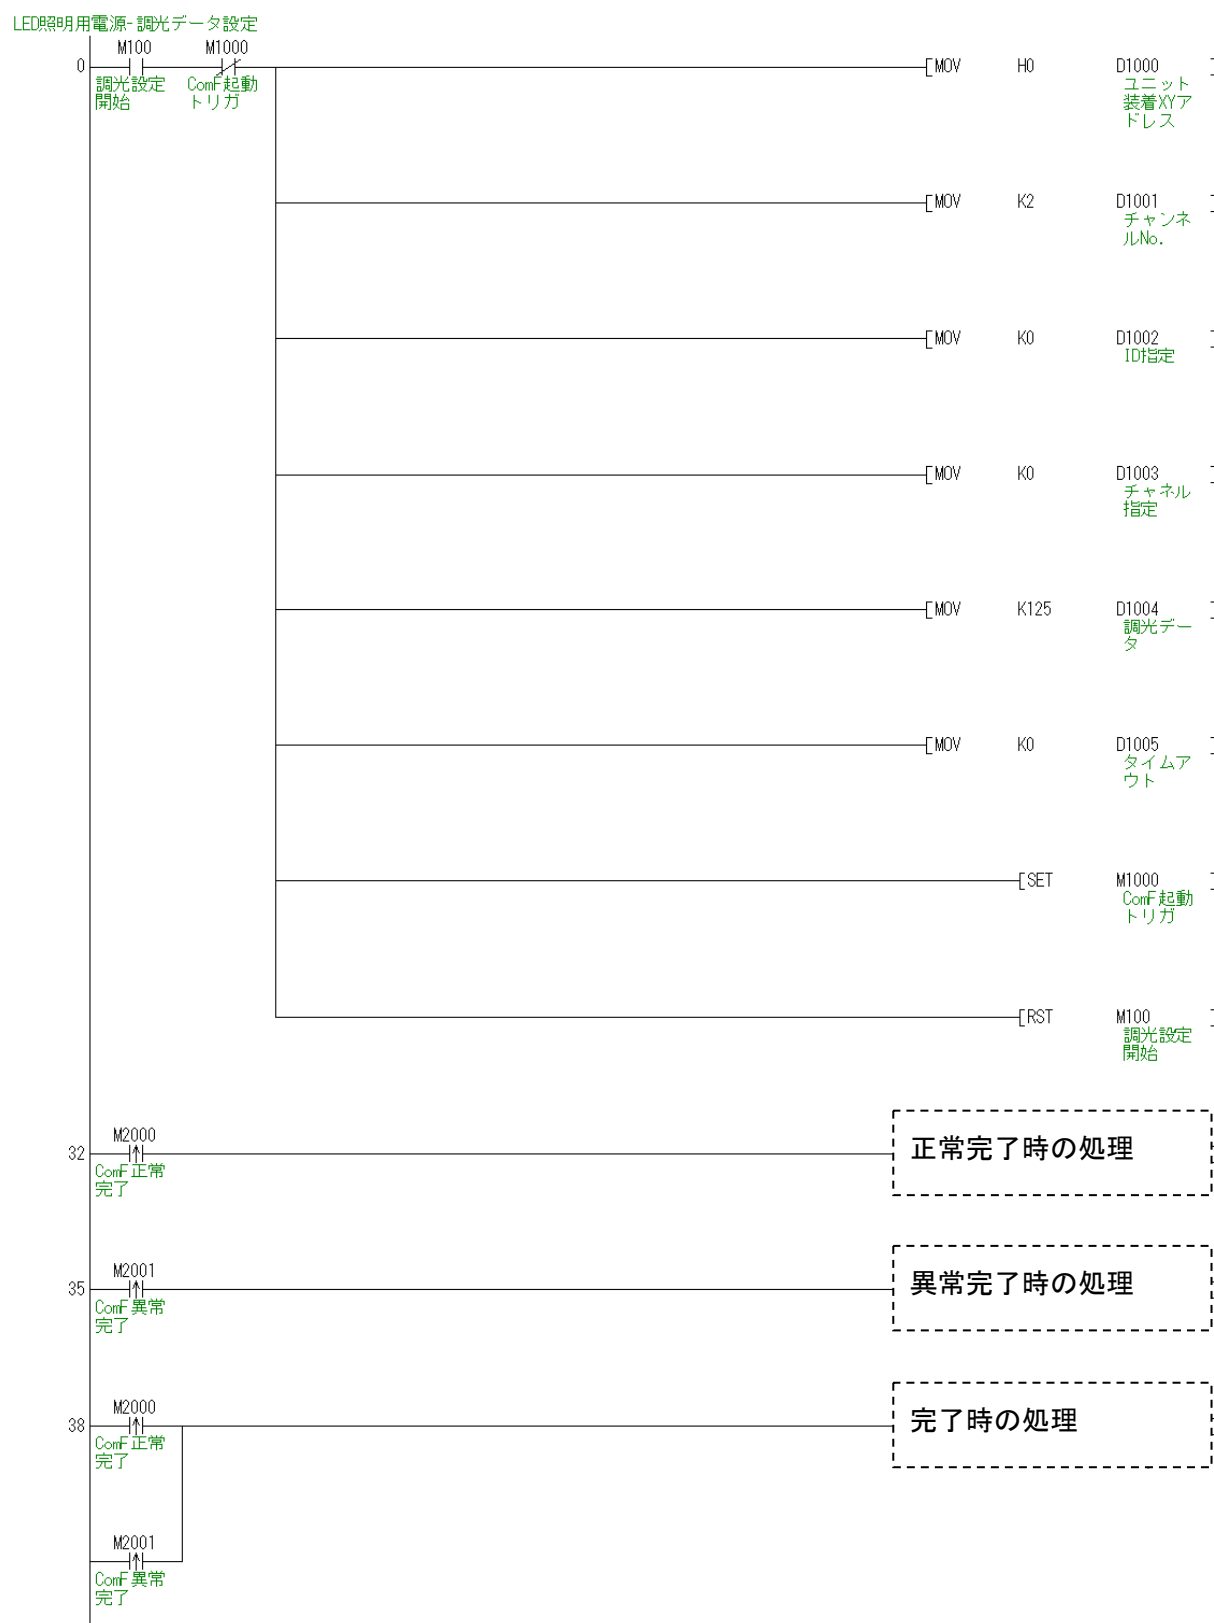 LED照明用電源-調光データ設定
M100 M1000
0 [MOV H0 D1000 ]
調光設定 ComF起動 ユニット
開始 トリガ 装着XYア
ドレス
[MOV K2 D1001 ]
チャンネ
ルNo.
[MOV K0 D1002 ]
ID指定
[MOV K0 D1003 ]
チャネル
指定
[MOV K125 D1004 ]
調光デー
タ
[MOV K0 D1005 ]
タイムア
ウト
[SET M1000 ]
ComF起動
トリガ
[RST M100 ]
調光設定
開始
M2000
32 正常完了時の処理
ComF正常
完了
M2001
35 異常完了時の処理
ComF異常
完了
M2000
38 完了時の処理
ComF正常
完了
M2001
ComF異常
完了